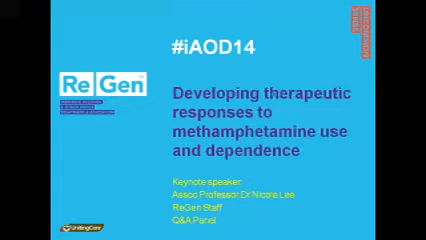 #iAOD14
ReGen
Developing therapeutic
responses to
methamphetamine use
and dependence
Keynote speaker:
Assoc Professor Dr Nicole Lee
ReGen Staff
Q&A Panel
UnitingCare